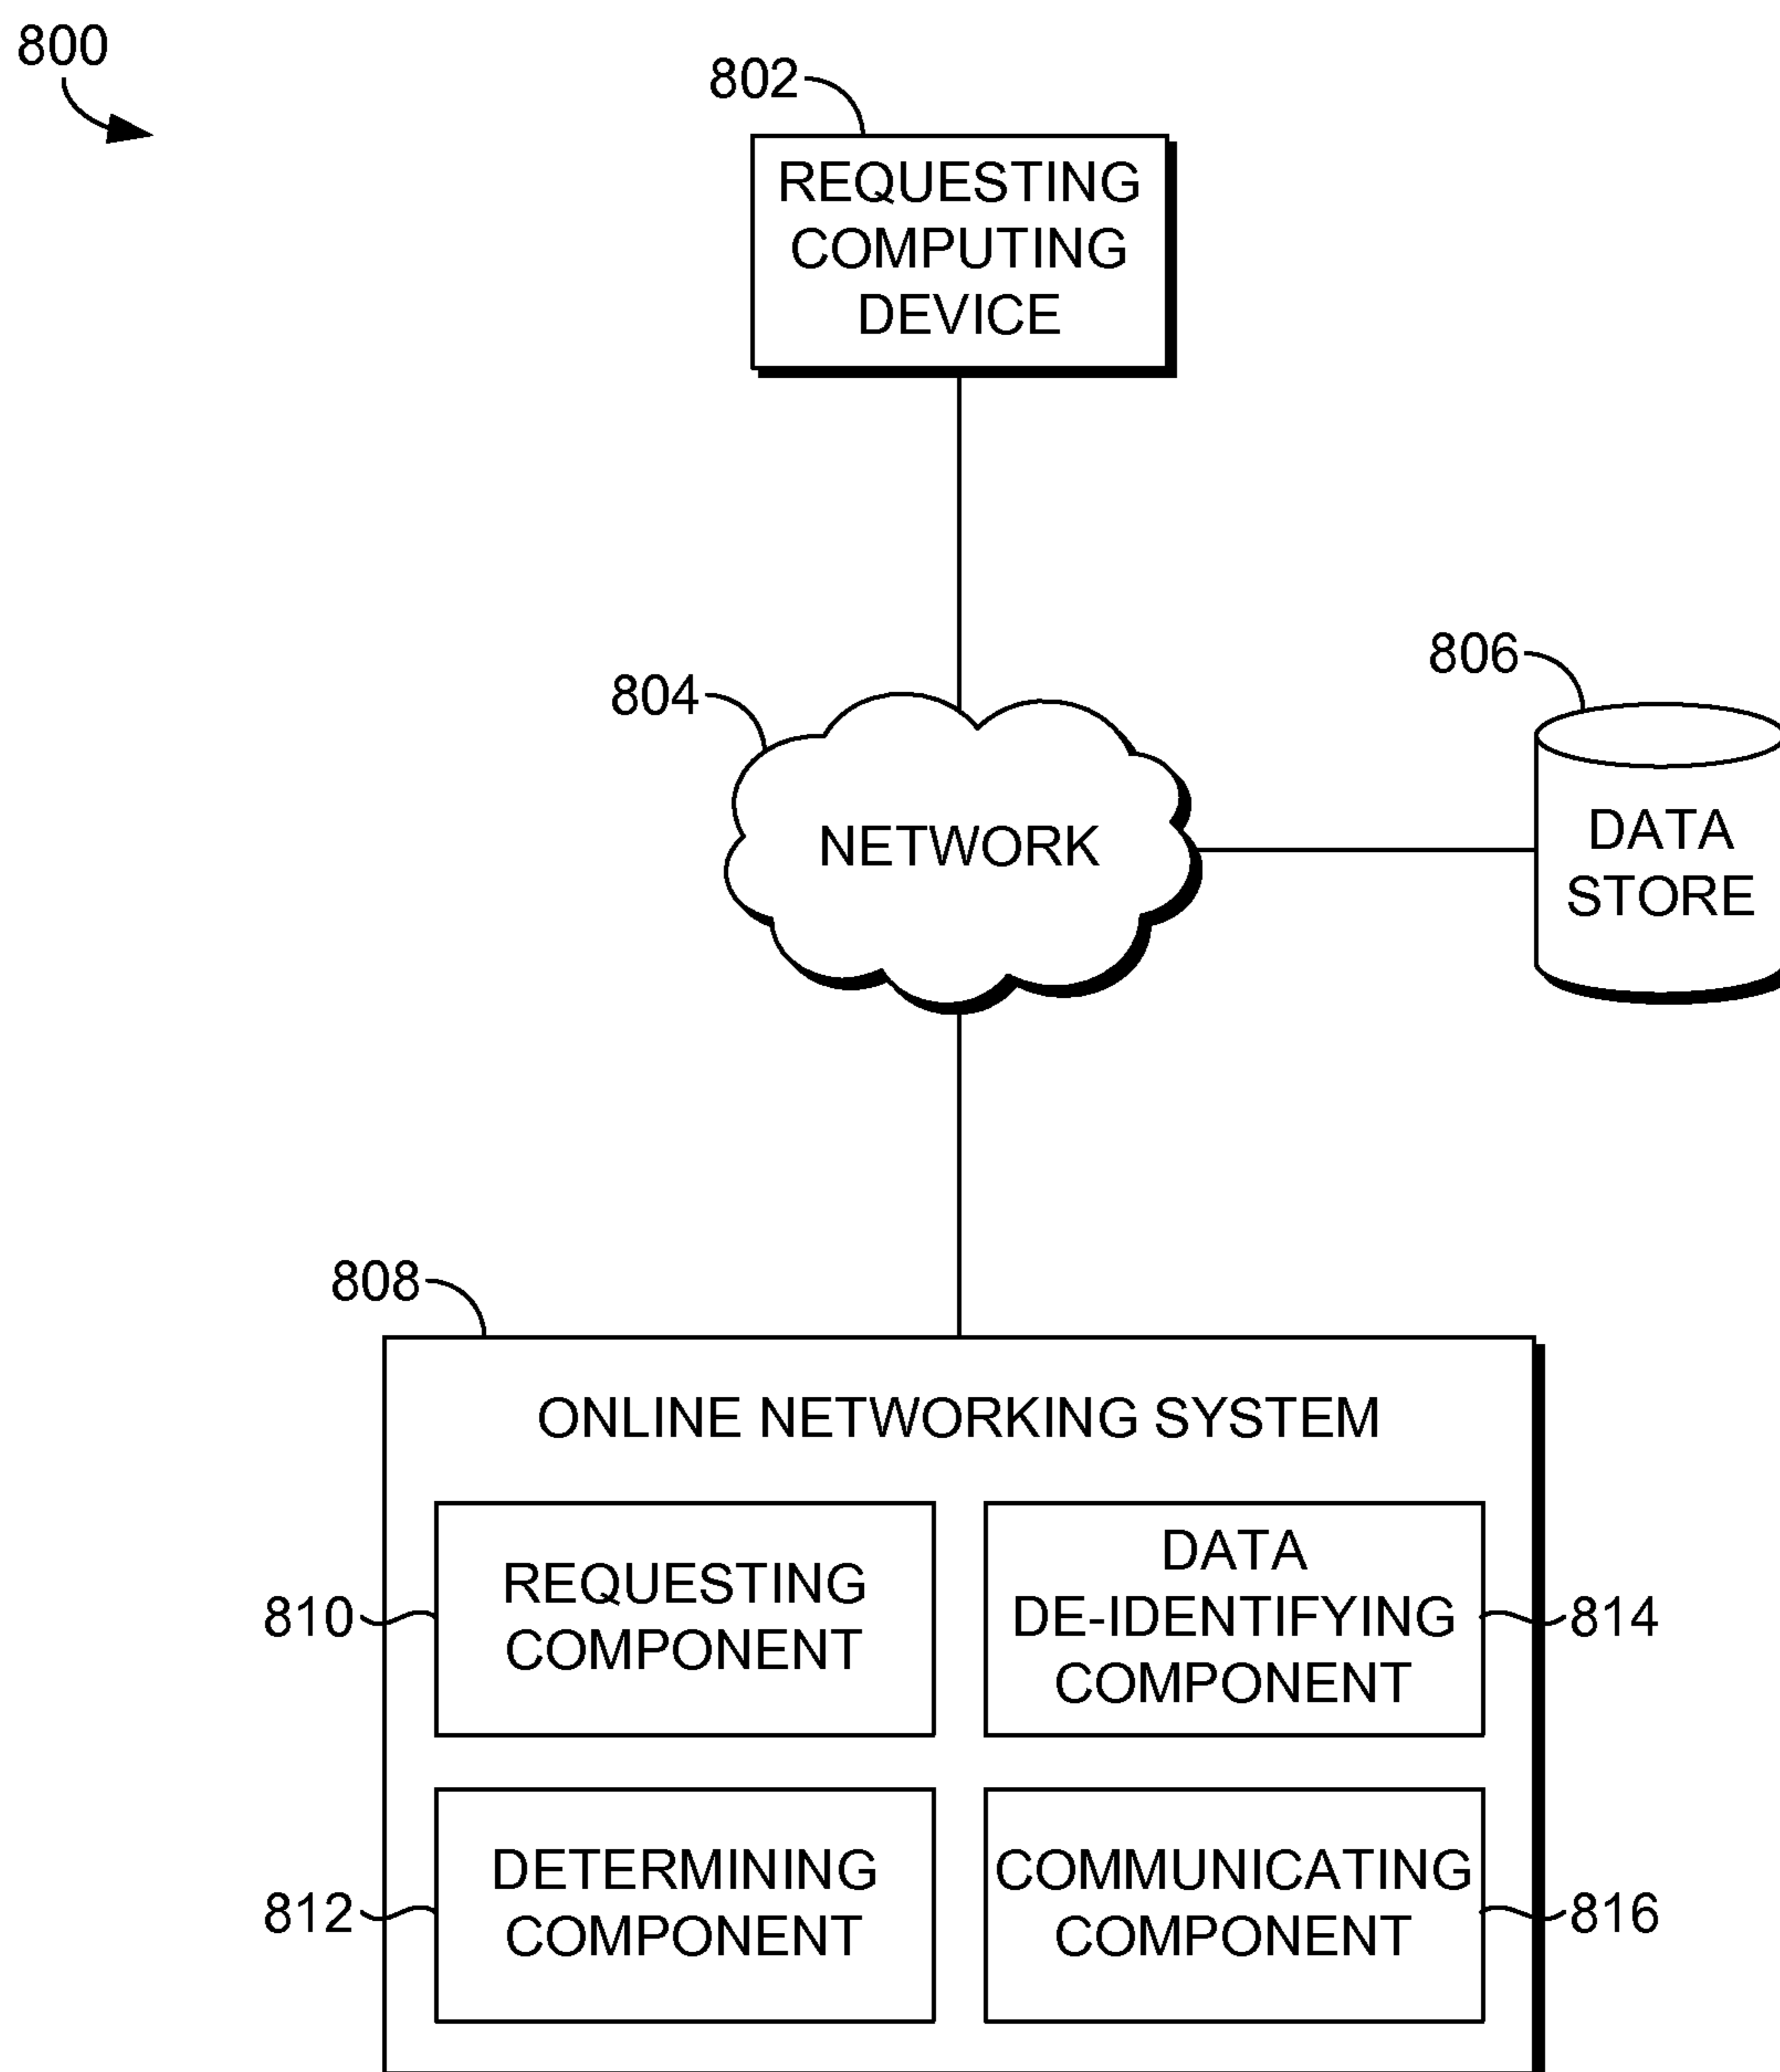 800
802
REQUESTING
COMPUTING
DEVICE
804
NETWORK
806
DATA
STORE
808
ONLINE NETWORKING SYSTEM
810
REQUESTING
COMPONENT
DATA
DE-IDENTIFYING
COMPONENT
814
812
DETERMINING
COMPONENT
COMMUNICATING
COMPONENT
816